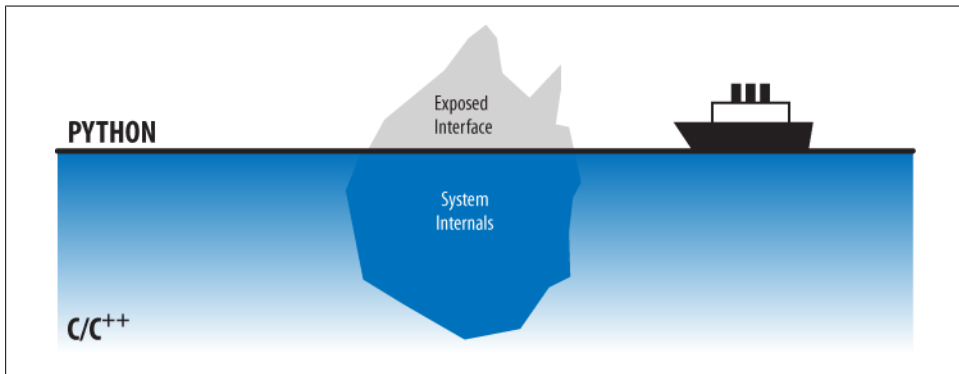 Exposed
Interface
PYTHON
System
Internals
C/C++